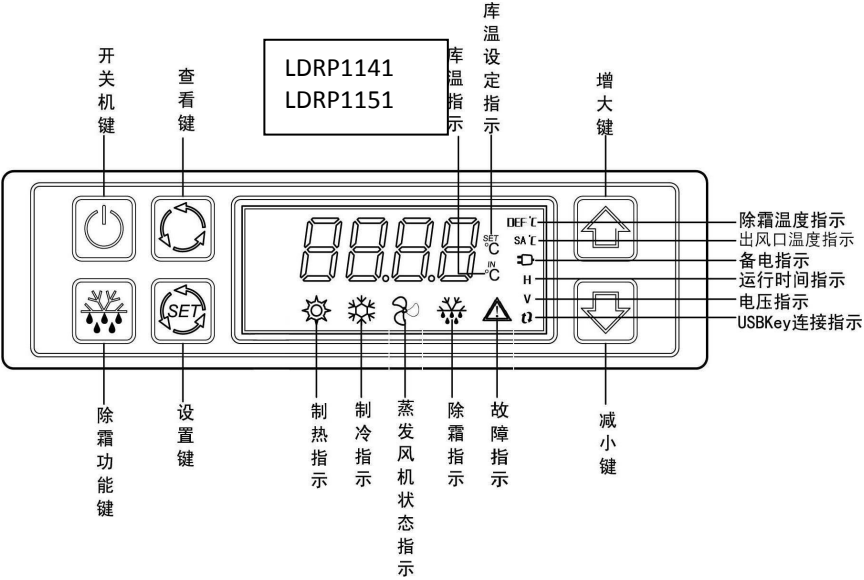 库温设定指示
LDRP1141
LDRP1151
库温指示
开关机键
查看键
增大键
DEF℃
SET
℃
SA℃
IN
℃
H
V
SET
除霜温度指示
出风口温度指示
备电指示
运行时间指示
电压指示
USBKey连接指示
除霜功能键
设置键
制热指示
制冷指示
蒸发风机状态指示
除霜指示
故障指示
减小键